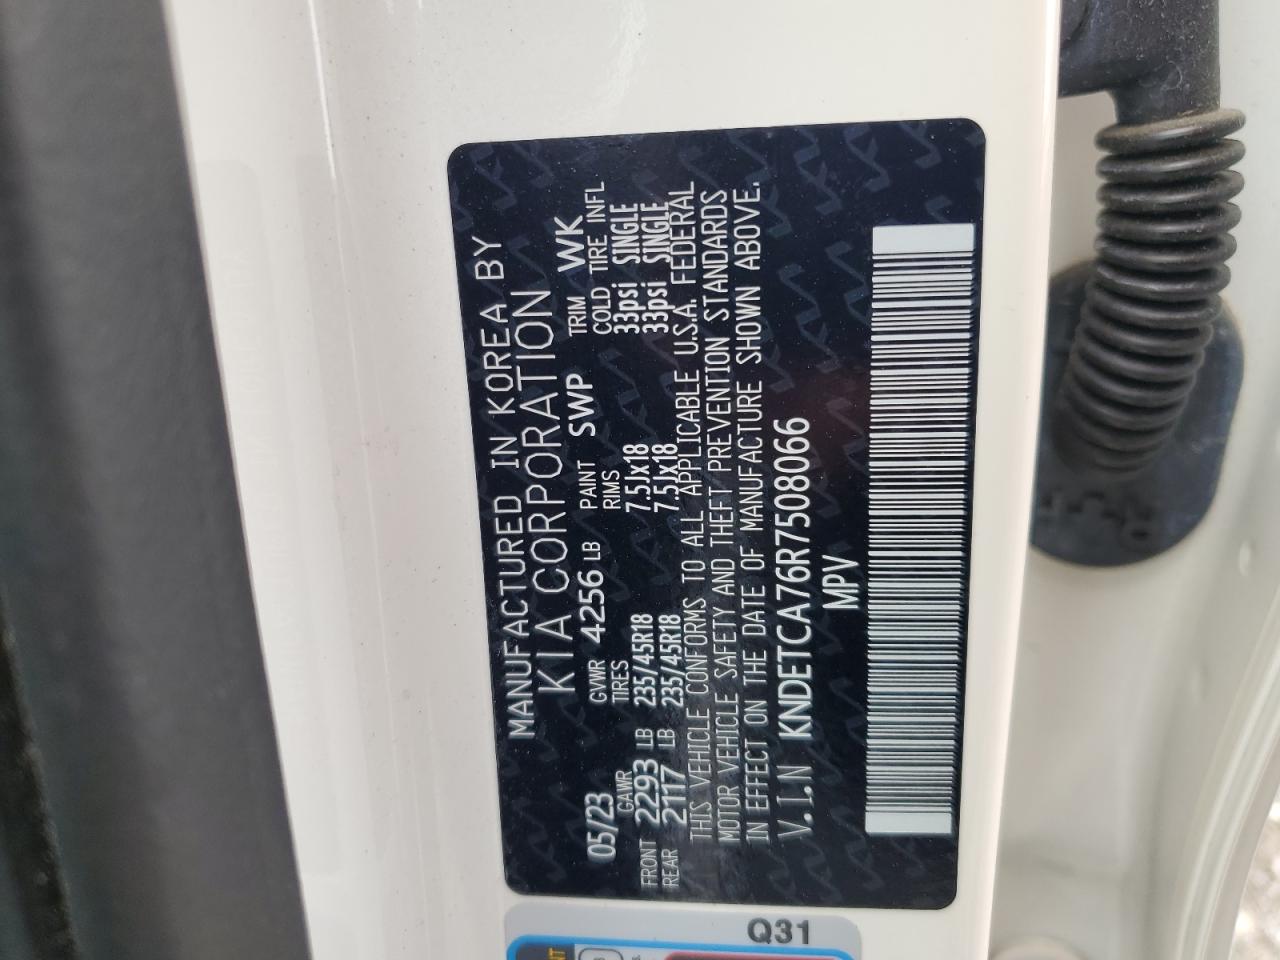 MANUFACTURED IN KOREA BY
KIA CORPORATION
05/23 GVWR 4256 LB PAINT SWP TRIM WK
GAWR TIRES RIMS COLD TIRE INFL
FRONT 2293 LB 235/45R18 7.5Jx18 33psi SINGLE
REAR 2117 LB 235/45R18 7.5Jx18 33psi SINGLE
THIS VEHICLE CONFORMS TO ALL APPLICABLE U.S.A. FEDERAL
MOTOR VEHICLE SAFETY AND THEFT PREVENTION STANDARDS
IN EFFECT ON THE DATE OF MANUFACTURE SHOWN ABOVE.
V.I.N KNDETCA76R7508066
MPV
Q31